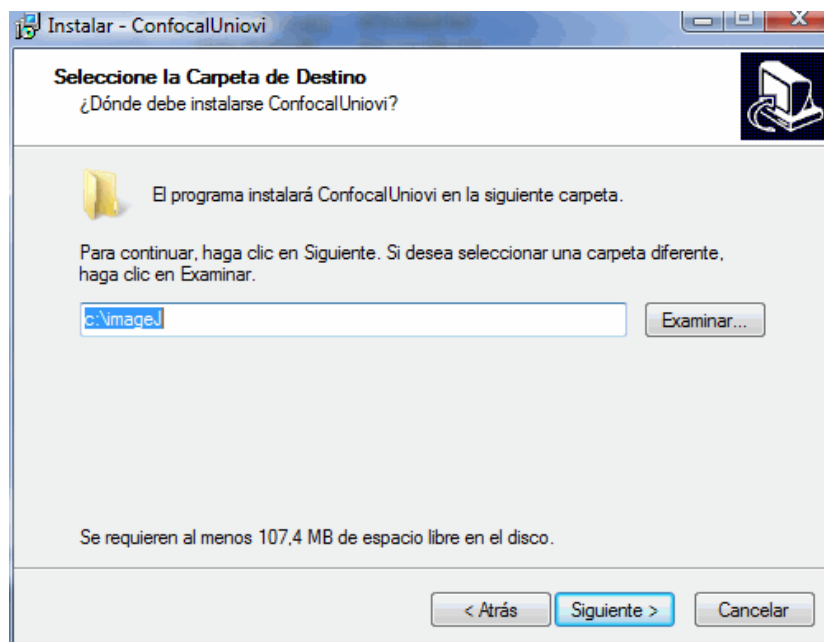 Instalar - ConfocalUniovi
Seleccione la Carpeta de Destino
¿Dónde debe instalarse ConfocalUniovi?
El programa instalará ConfocalUniovi en la siguiente carpeta.
Para continuar, haga clic en Siguiente. Si desea seleccionar una carpeta diferente,
haga clic en Examinar.
c:\imageJ
Examinar...
Se requieren al menos 107,4 MB de espacio libre en el disco.
< Atrás
Siguiente >
Cancelar